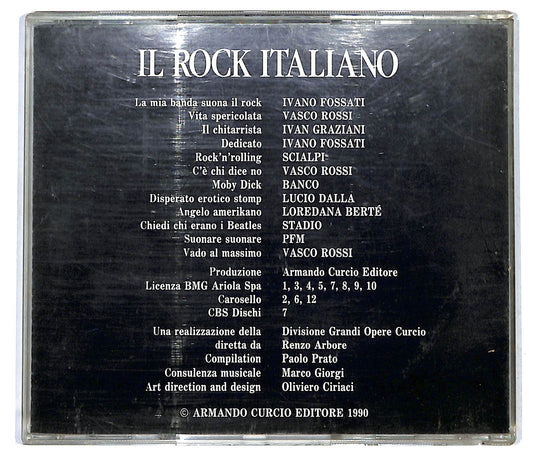 IL ROCK ITALIANO
La mia banda suona il rock IVANO FOSSATI
Vita spericolata VASCO ROSSI
Il chitarrista IVAN GRAZIANI
Dedicato IVANO FOSSATI
Rock'n'rolling SCIALPI
C'è chi dice no VASCO ROSSI
Moby Dick BANCO
Disperato erotico stomp LUCIO DALLA
Angelo amerikano LOREDANA BERTÉ
Chiedi chi erano i Beatles STADIO
Suonare suonare PFM
Vado al massimo VASCO ROSSI
Produzione Armando Curcio Editore
Licenza BMG Ariola Spa 1, 3, 4, 5, 7, 8, 9, 10
Carosello 2, 6, 12
CBS Dischi 7
Una realizzazione della Divisione Grandi Opere Curcio
diretta da Renzo Arbore
Compilation Paolo Prato
Consulenza musicale Marco Giorgi
Art direction and design Oliviero Ciriaci
© ARMANDO CURCIO EDITORE 1990